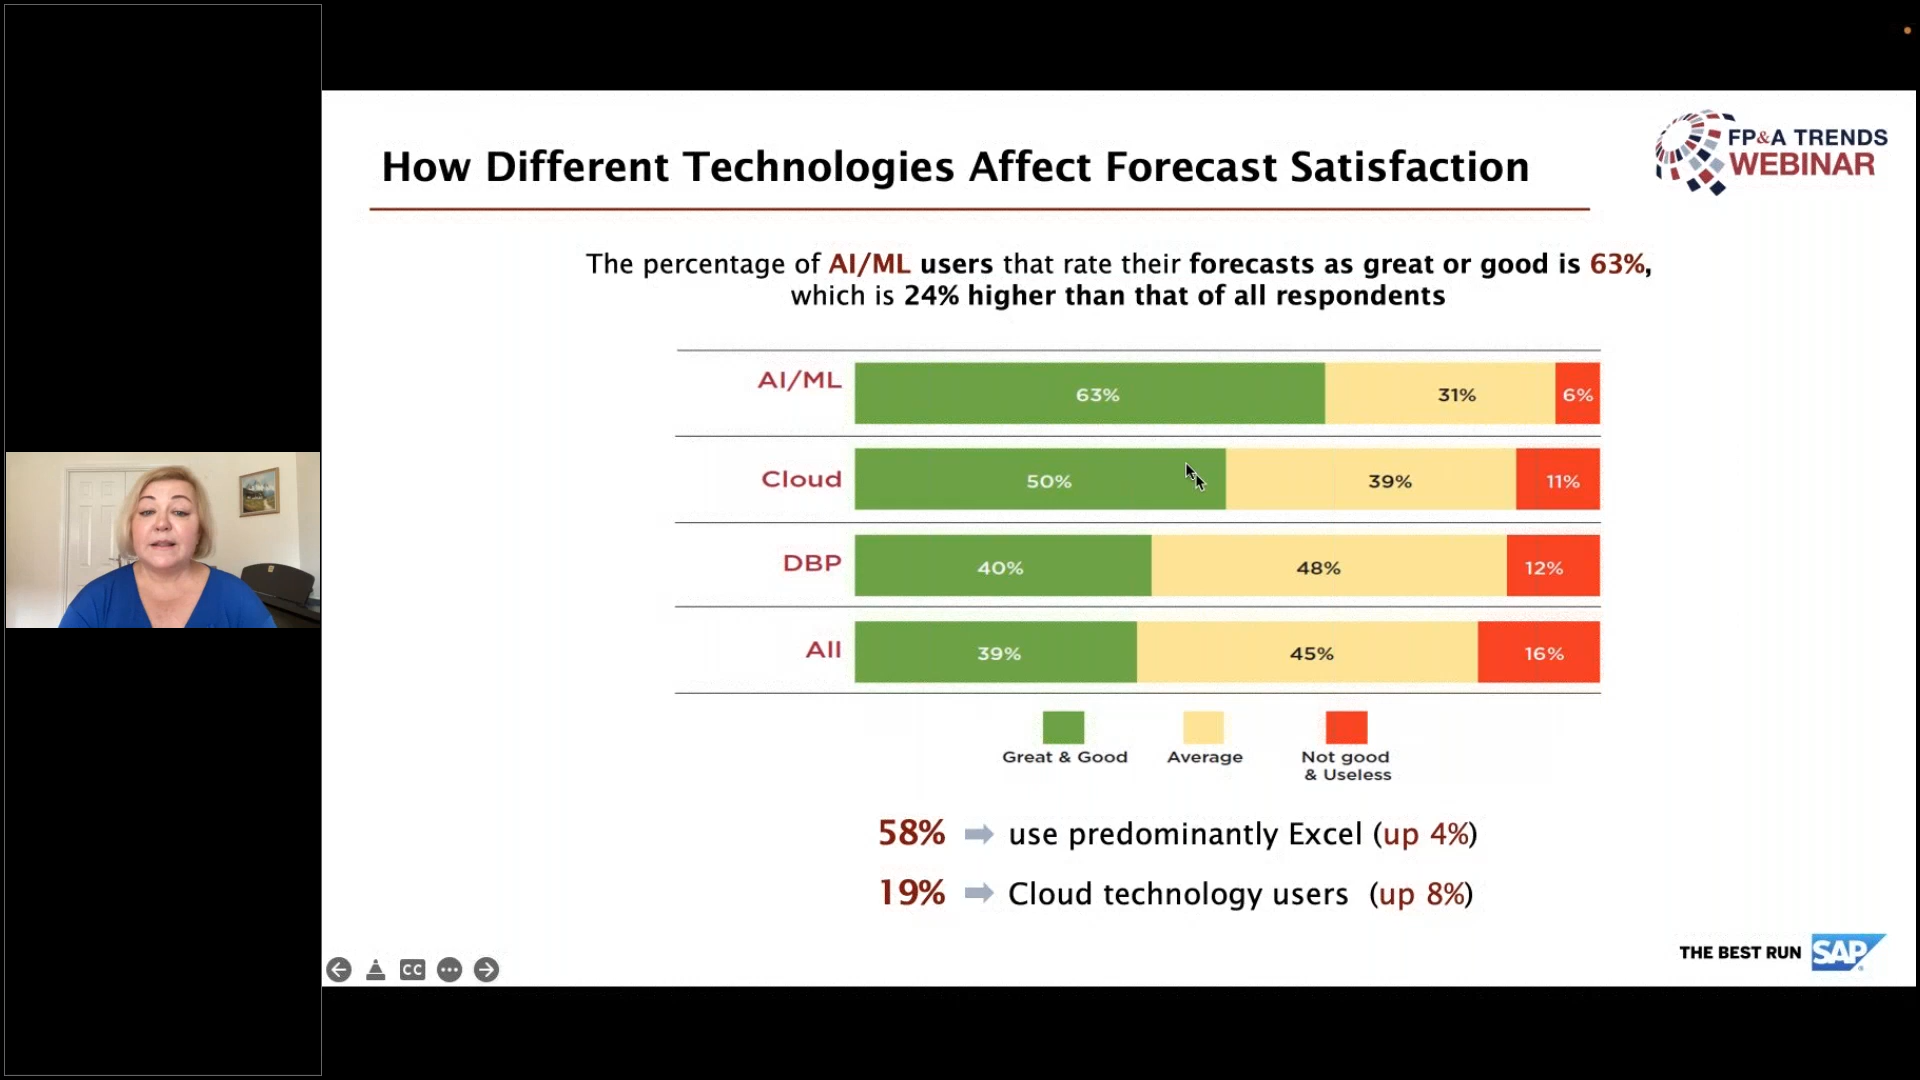 How Different Technologies Affect Forecast Satisfaction
FP&A TRENDS
WEBINAR
The percentage of AI/ML users that rate their forecasts as great or good is 63%,
which is 24% higher than that of all respondents
AI/ML 63% 31% 6%
Cloud 50% 39% 11%
DBP 40% 48% 12%
All 39% 45% 16%
Great & Good Average Not good
& Useless
58% use predominantly Excel (up 4%)
19% Cloud technology users (up 8%)
THE BEST RUN SAP
CC